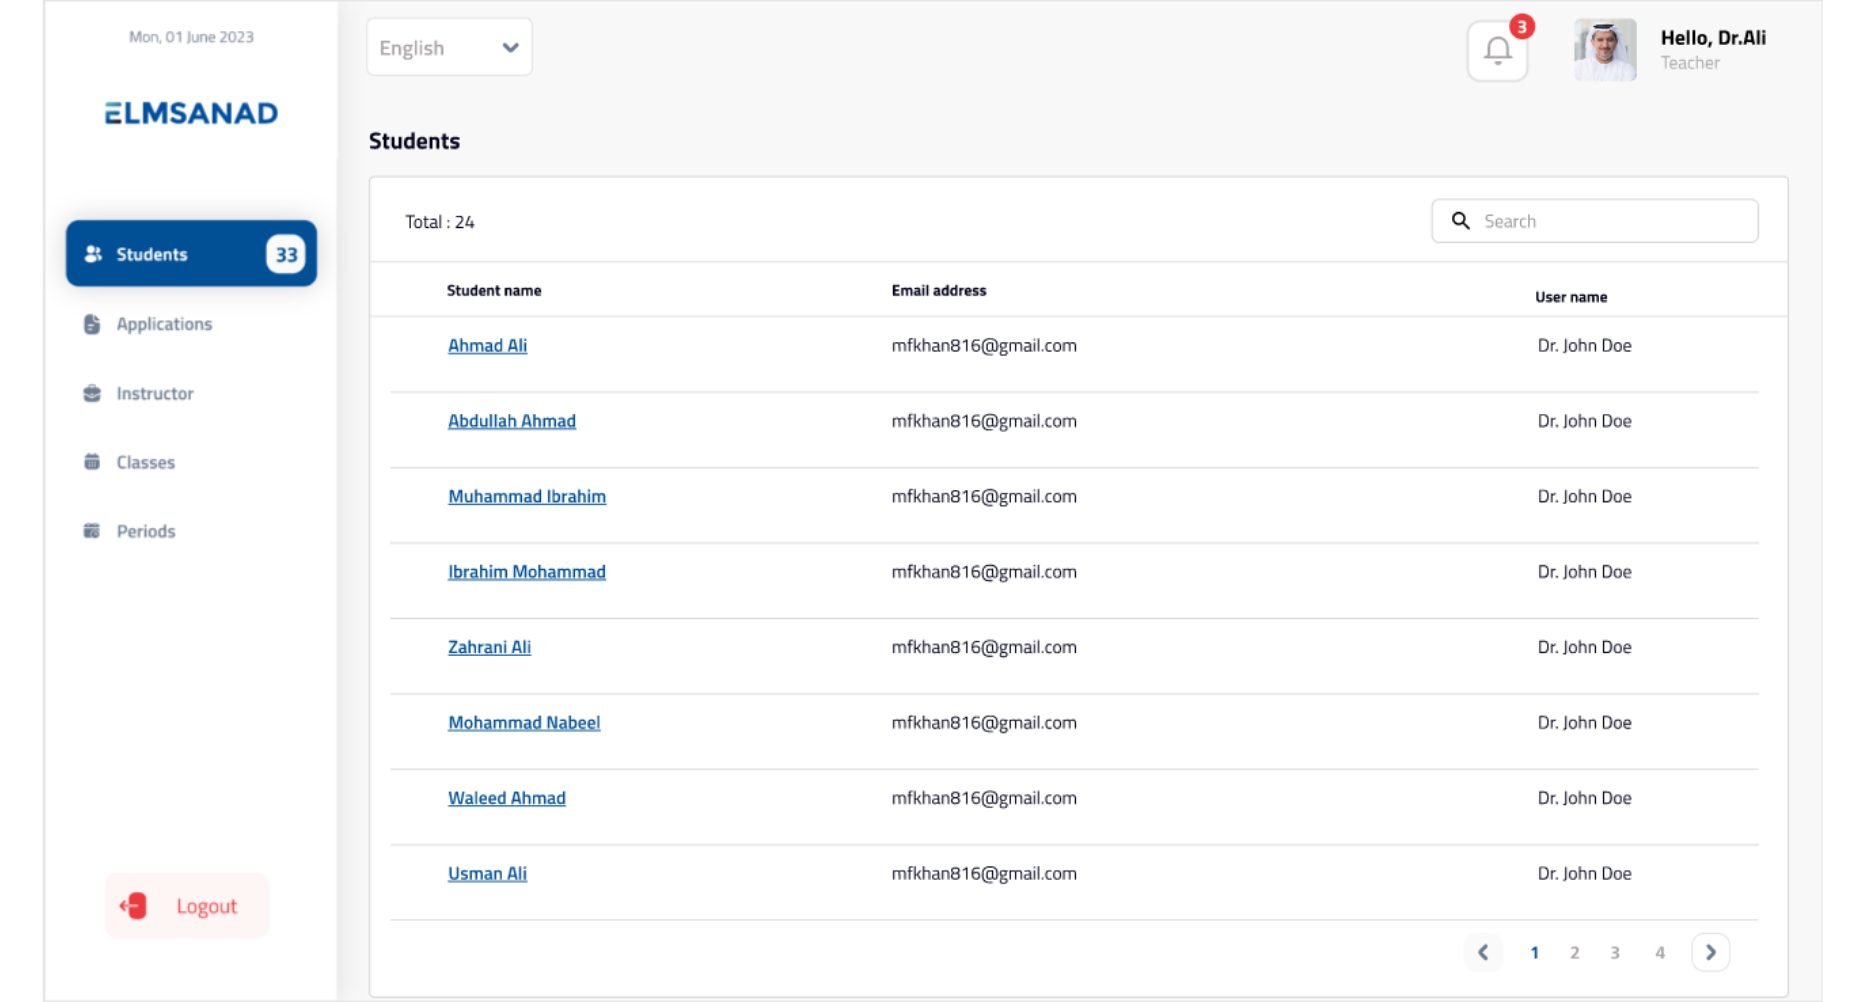 Mon, 01 June 2023
ELMSANAD
Students 33
Applications
Instructor
Classes
Periods
Logout
English
3
Hello, Dr.Ali
Teacher
Students
Total : 24
Search
Student name Email address User name
Ahmad Ali mfkhan816@gmail.com Dr. John Doe
Abdullah Ahmad mfkhan816@gmail.com Dr. John Doe
Muhammad Ibrahim mfkhan816@gmail.com Dr. John Doe
Ibrahim Mohammad mfkhan816@gmail.com Dr. John Doe
Zahrani Ali mfkhan816@gmail.com Dr. John Doe
Mohammad Nabeel mfkhan816@gmail.com Dr. John Doe
Waleed Ahmad mfkhan816@gmail.com Dr. John Doe
Usman Ali mfkhan816@gmail.com Dr. John Doe
1 2 3 4